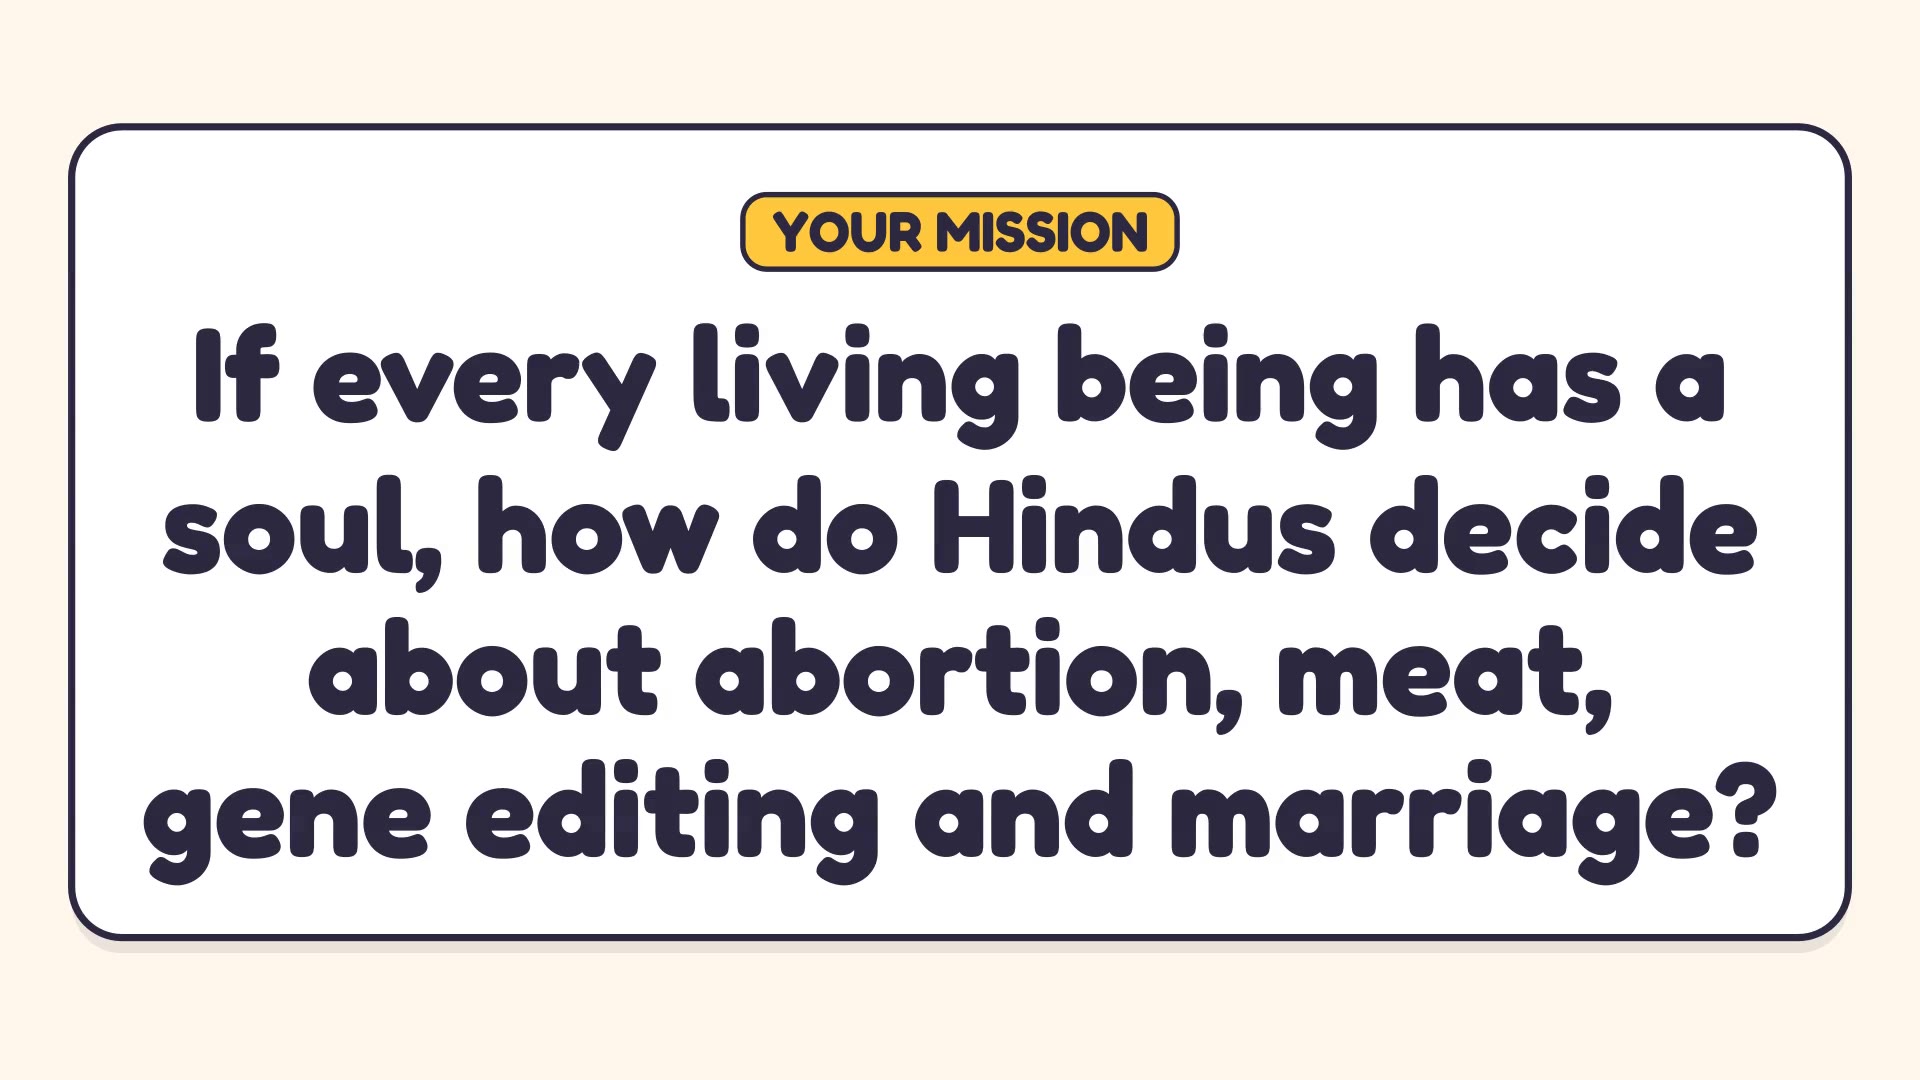 YOUR MISSION
If every living being has a
soul, how do Hindus decide
about abortion, meat,
gene editing and marriage?